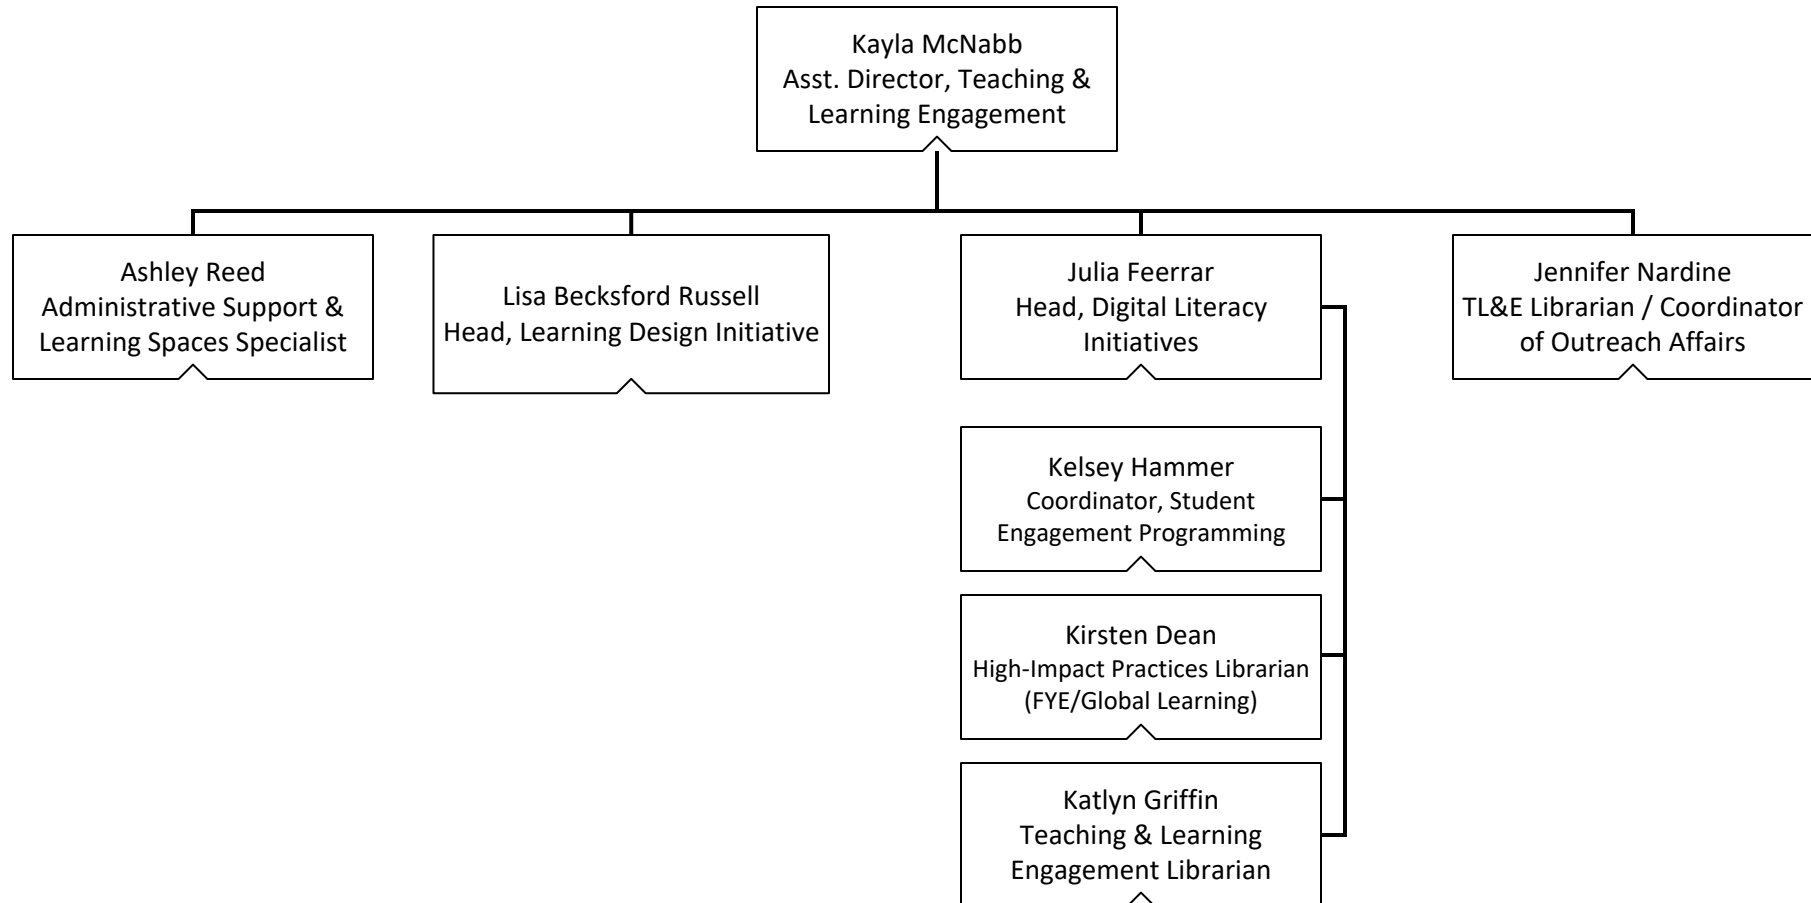 Kayla McNabb
Asst. Director, Teaching &
Learning Engagement
Ashley Reed
Administrative Support &
Learning Spaces Specialist
Lisa Becksford Russell
Head, Learning Design Initiative
Julia Feerrar
Head, Digital Literacy
Initiatives
Jennifer Nardine
TL&E Librarian / Coordinator
of Outreach Affairs
Kelsey Hammer
Coordinator, Student
Engagement Programming
Kirsten Dean
High-Impact Practices Librarian
(FYE/Global Learning)
Katlyn Griffin
Teaching & Learning
Engagement Librarian